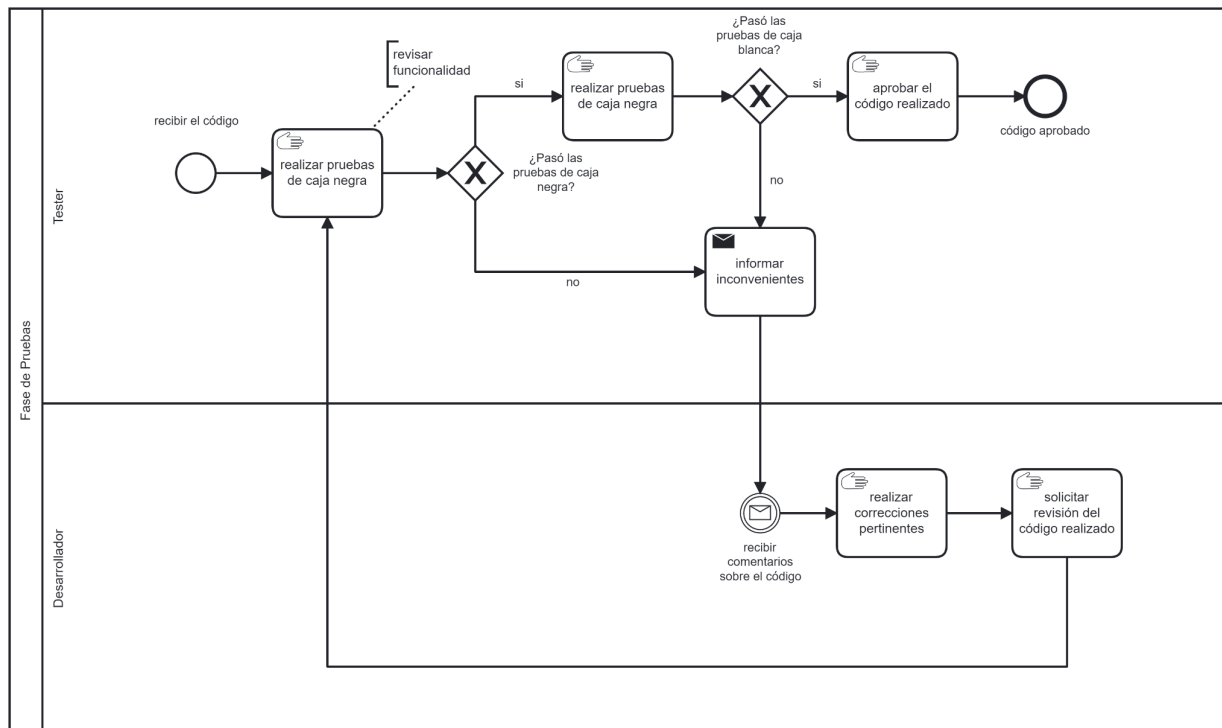 Fase de Pruebas
Tester
recibir el código
realizar pruebas
de caja negra
revisar
funcionalidad
¿Pasó las
pruebas de caja
negra?
si
no
realizar pruebas
de caja negra
¿Pasó las
pruebas de caja
blanca?
si
no
aprobar el
código realizado
código aprobado
informar
inconvenientes
Desarrollador
recibir
comentarios
sobre el código
realizar
correcciones
pertinentes
solicitar
revisión del
código realizado